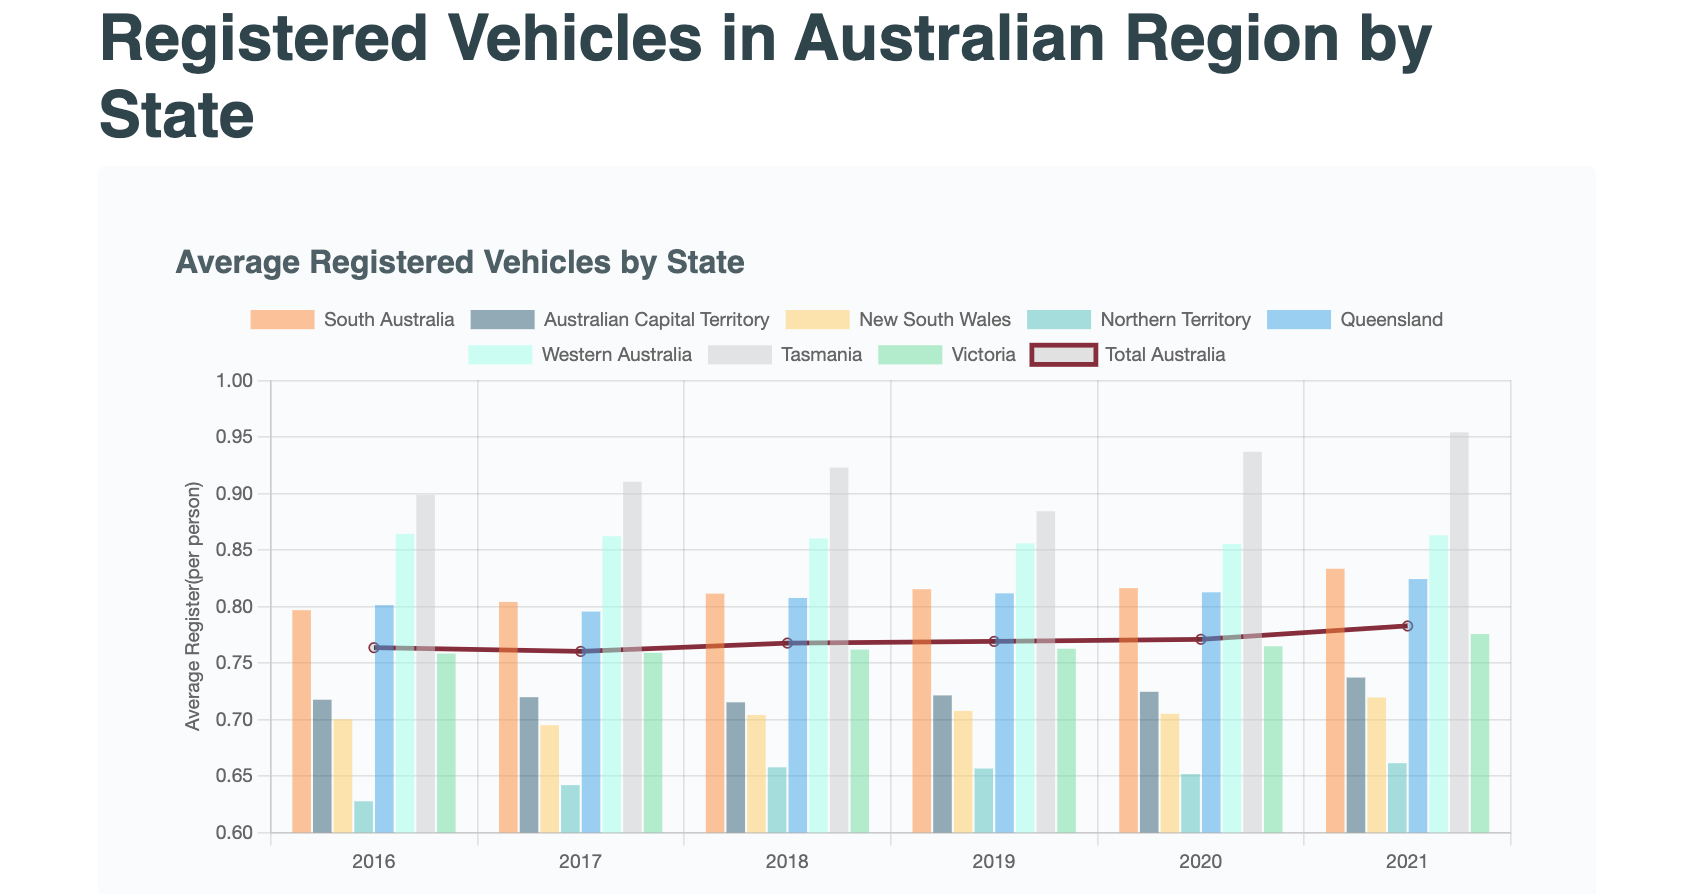 Registered Vehicles in Australian Region by
State
Average Registered Vehicles by State
South Australia Australian Capital Territory New South Wales Northern Territory Queensland
Western Australia Tasmania Victoria Total Australia
Average Register(per person)
1.00
0.95
0.90
0.85
0.80
0.75
0.70
0.65
0.60
2016 2017 2018 2019 2020 2021